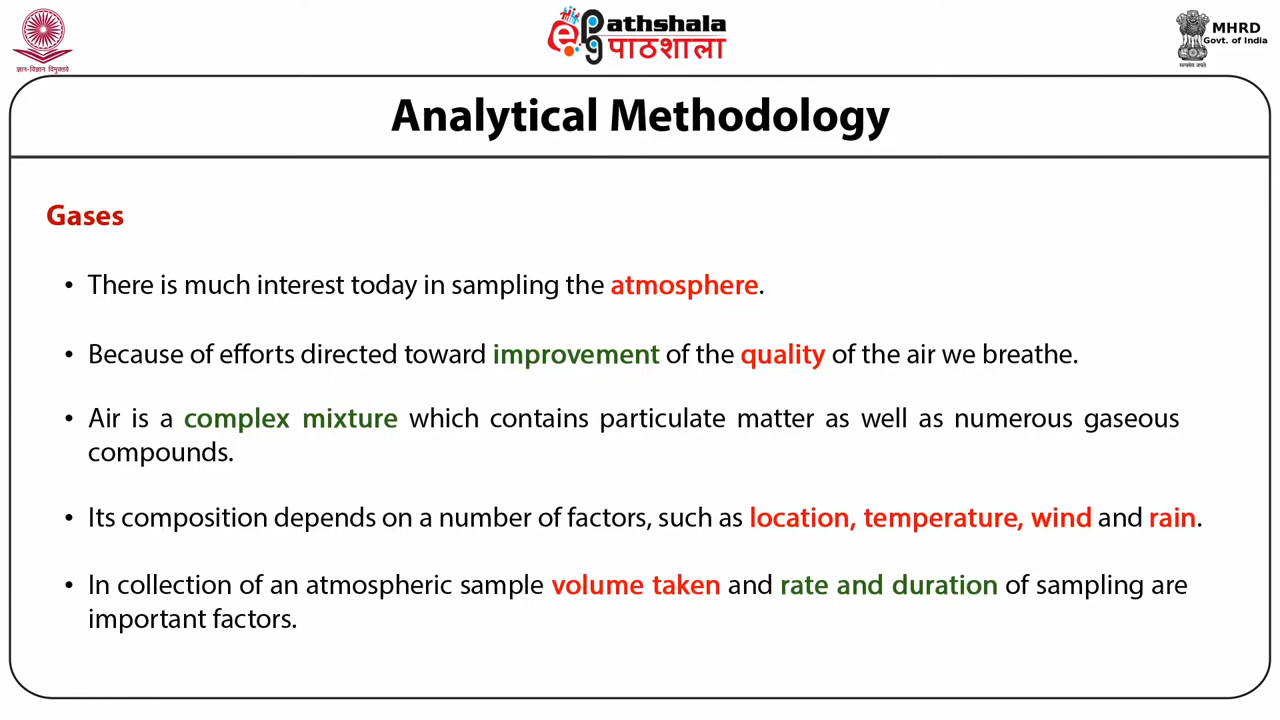 ज्ञान-विज्ञान विमुक्तये
ePathshala
पाठशाला
सत्यमेव जयते
MHRD
Govt. of India
Analytical Methodology
Gases
• There is much interest today in sampling the atmosphere.
• Because of efforts directed toward improvement of the quality of the air we breathe.
• Air is a complex mixture which contains particulate matter as well as numerous gaseous
compounds.
• Its composition depends on a number of factors, such as location, temperature, wind and rain.
• In collection of an atmospheric sample volume taken and rate and duration of sampling are
important factors.